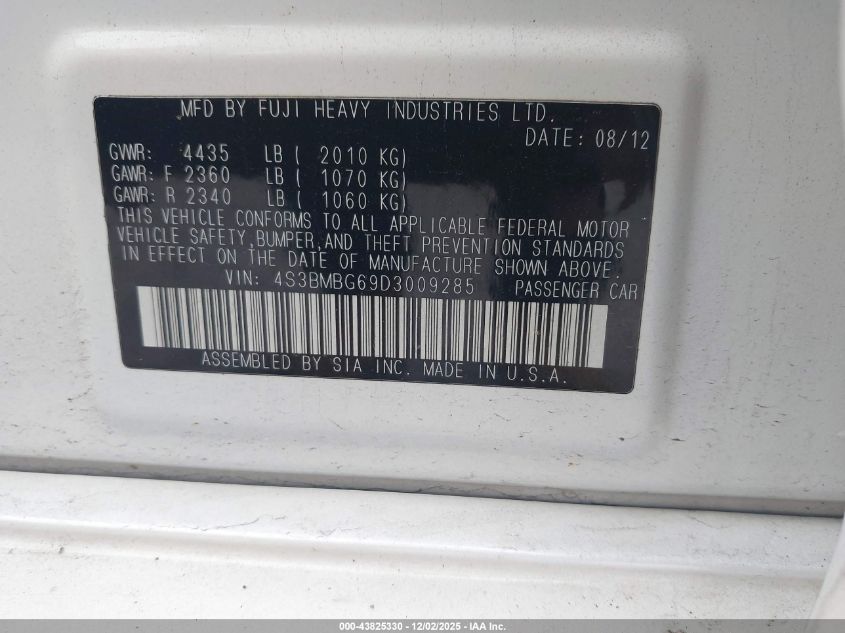 MFD BY FUJI HEAVY INDUSTRIES LTD.
DATE: 08/12
GVWR: 4435 LB ( 2010 KG)
GAWR: F 2360 LB ( 1070 KG)
GAWR: R 2340 LB ( 1060 KG)
THIS VEHICLE CONFORMS TO ALL APPLICABLE FEDERAL MOTOR
VEHICLE SAFETY, BUMPER, AND THEFT PREVENTION STANDARDS
IN EFFECT ON THE DATE OF MANUFACTURE SHOWN ABOVE.
VIN: 4S3BMBG69D3009285 PASSENGER CAR
ASSEMBLED BY SIA INC. MADE IN U.S.A.
000-43825330 - 12/02/2025 - IAA Inc.